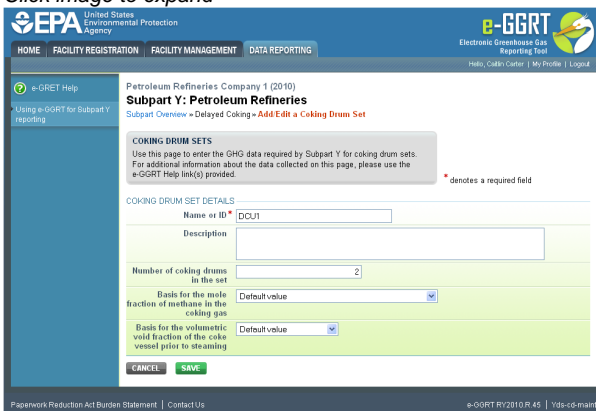 Click image to expand
EPA United States Environmental Protection Agency
e-GGRT
Electronic Greenhouse Gas Reporting Tool
HOME FACILITY REGISTRATION FACILITY MANAGEMENT DATA REPORTING
Hello, Caitlin Carter | My Profile | Logout
e-GRET Help
Using e-GGRT for Subpart Y reporting
Petroleum Refineries Company 1 (2010)
Subpart Y: Petroleum Refineries
Subpart Overview » Delayed Coking » Add/Edit a Coking Drum Set
COKING DRUM SETS
Use this page to enter the GHG data required by Subpart Y for coking drum sets.
For additional information about the data collected on this page, please use the
e-GGRT Help link(s) provided.
* denotes a required field
COKING DRUM SET DETAILS
Name or ID* DCU1
Description
Number of coking drums in the set 2
Basis for the mole fraction of methane in the coking gas Default value
Basis for the volumetric void fraction of the coke vessel prior to steaming Default value
CANCEL SAVE
Paperwork Reduction Act Burden Statement | Contact Us
e-GGRT RY2010.R.45 | Yds-cd-maint